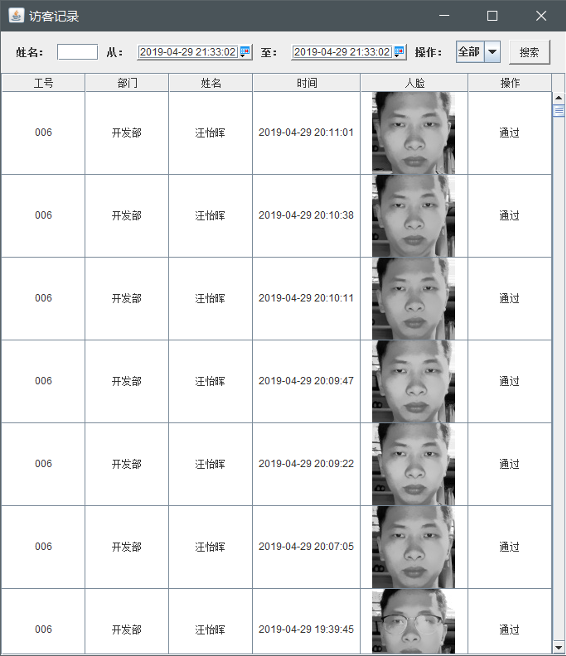 访客记录
姓名： 从： 2019-04-29 21:33:02 至： 2019-04-29 21:33:02 操作： 全部 搜索
工号 部门 姓名 时间 人脸 操作
006 开发部 汪怡晖 2019-04-29 20:11:01 通过
006 开发部 汪怡晖 2019-04-29 20:10:38 通过
006 开发部 汪怡晖 2019-04-29 20:10:11 通过
006 开发部 汪怡晖 2019-04-29 20:09:47 通过
006 开发部 汪怡晖 2019-04-29 20:09:22 通过
006 开发部 汪怡晖 2019-04-29 20:07:05 通过
006 开发部 汪怡晖 2019-04-29 19:39:45 通过